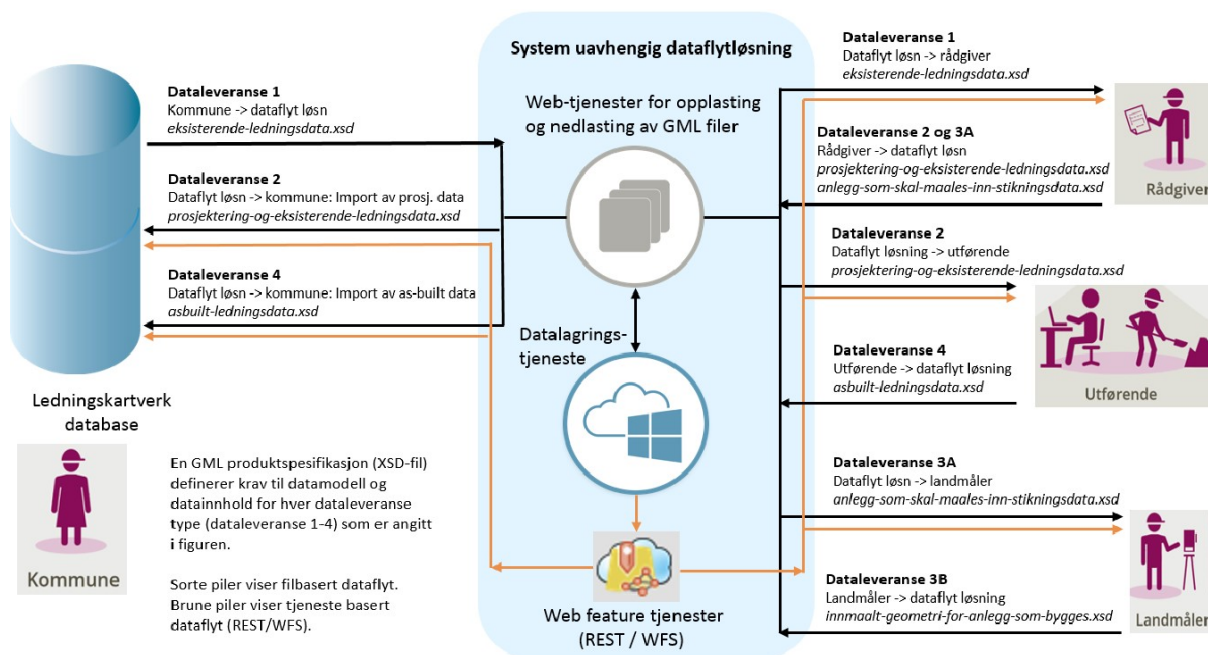 System uavhengig dataflytløsning
Web-tjenester for opplasting
og nedlasting av GML filer
Datalagrings-
tjeneste
Web feature tjenester
(REST / WFS)
Dataleveranse 1
Kommune -> dataflyt løsn
eksisterende-ledningsdata.xsd
Dataleveranse 2
Dataflyt løsn -> kommune: Import av prosj. data
prosjektering-og-eksisterende-ledningsdata.xsd
Dataleveranse 4
Dataflyt løsn -> kommune: Import av as-built data
asbuilt-ledningsdata.xsd
Ledningskartverk
database
Kommune
En GML produktspesifikasjon (XSD-fil)
definerer krav til datamodell og
datainnhold for hver dataleveranse
type (dataleveranse 1-4) som er angitt
i figuren.
Sorte piler viser filbasert dataflyt.
Brune piler viser tjeneste basert
dataflyt (REST/WFS).
Dataleveranse 1
Dataflyt løsn -> rådgiver
eksisterende-ledningsdata.xsd
Dataleveranse 2 og 3A
Rådgiver -> dataflyt løsn
prosjektering-og-eksisterende-ledningsdata.xsd
anlegg-som-skal-maales-inn-stikningsdata.xsd
Rådgiver
Dataleveranse 2
Dataflyt løsning -> utførende
prosjektering-og-eksisterende-ledningsdata.xsd
Dataleveranse 4
Utførende -> dataflyt løsning
asbuilt-ledningsdata.xsd
Utførende
Dataleveranse 3A
Dataflyt løsn -> landmåler
anlegg-som-skal-maales-inn-stikningsdata.xsd
Dataleveranse 3B
Landmåler -> dataflyt løsning
innmaalt-geometri-for-anlegg-som-bygges.xsd
Landmåler